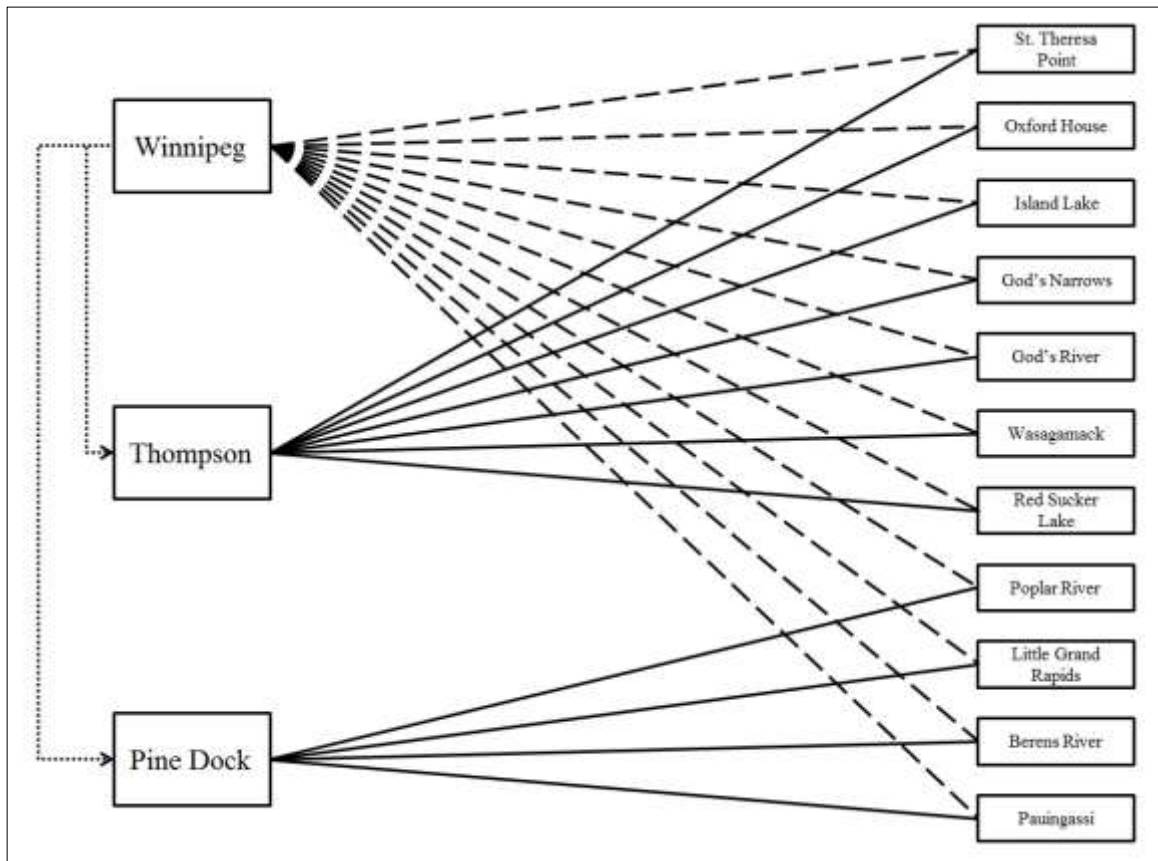 Winnipeg
Thompson
Pine Dock
St. Theresa
Point
Oxford House
Island Lake
God's Narrows
God's River
Wasagamack
Red Sucker
Lake
Poplar River
Little Grand
Rapids
Berens River
Pauingassi